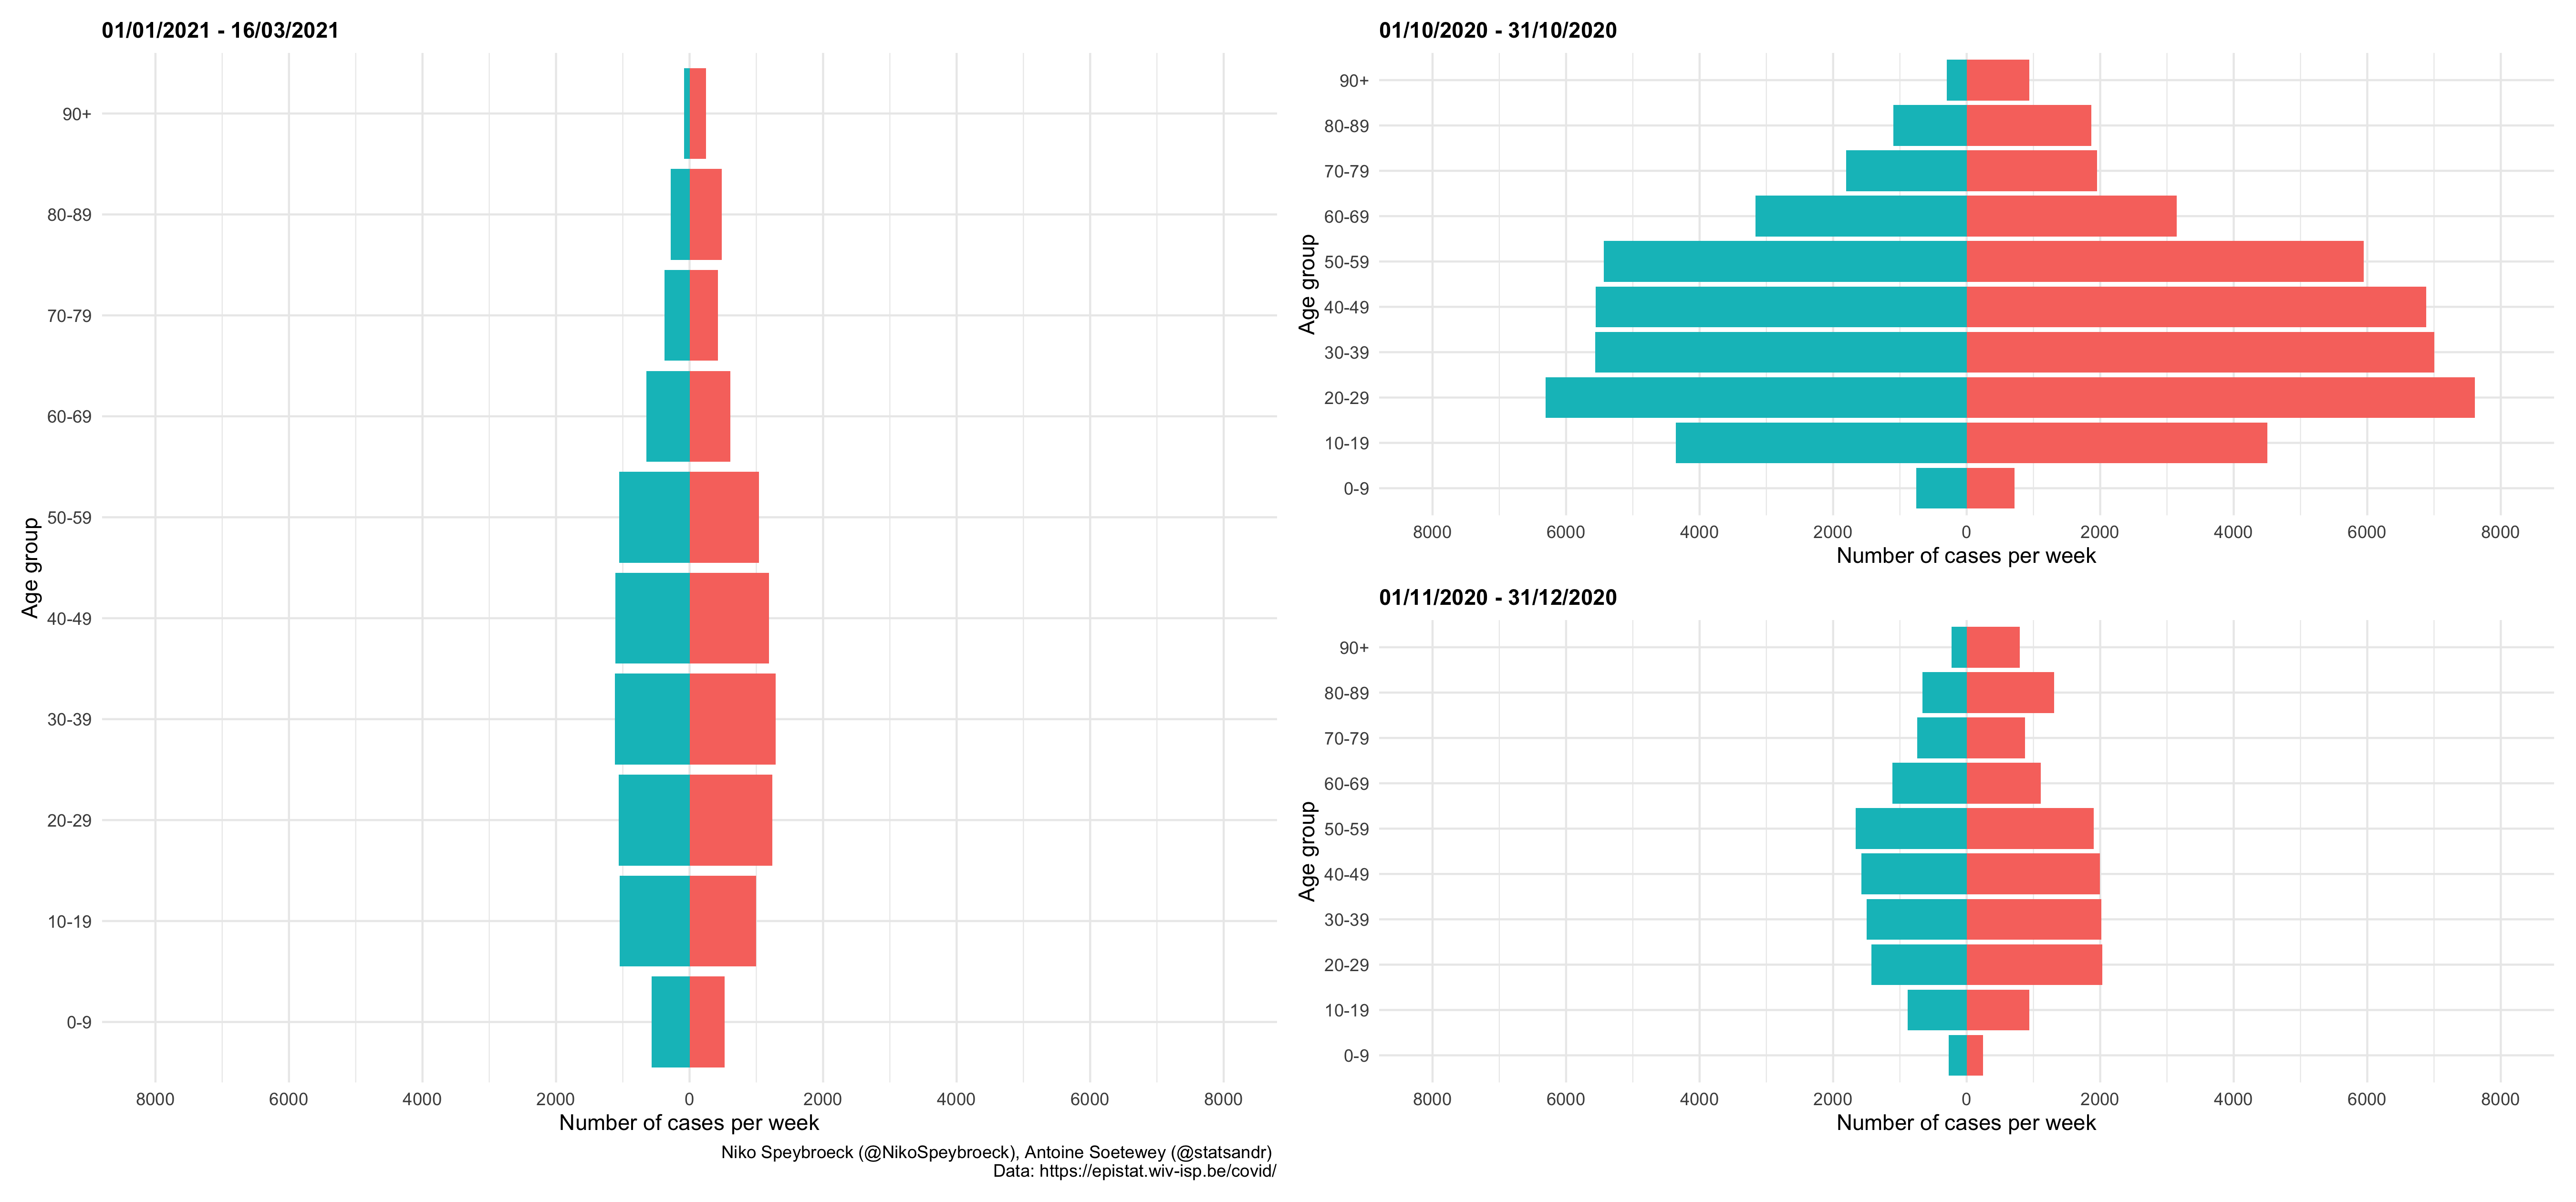 01/01/2021 - 16/03/2021
Age group
90+
80-89
70-79
60-69
50-59
40-49
30-39
20-29
10-19
0-9
8000 6000 4000 2000 0 2000 4000 6000 8000
Number of cases per week
Niko Speybroeck (@NikoSpeybroeck), Antoine Soetewey (@statsandr)
Data: https://epistat.wiv-isp.be/covid/
01/10/2020 - 31/10/2020
Age group
90+
80-89
70-79
60-69
50-59
40-49
30-39
20-29
10-19
0-9
8000 6000 4000 2000 0 2000 4000 6000 8000
Number of cases per week
01/11/2020 - 31/12/2020
Age group
90+
80-89
70-79
60-69
50-59
40-49
30-39
20-29
10-19
0-9
8000 6000 4000 2000 0 2000 4000 6000 8000
Number of cases per week